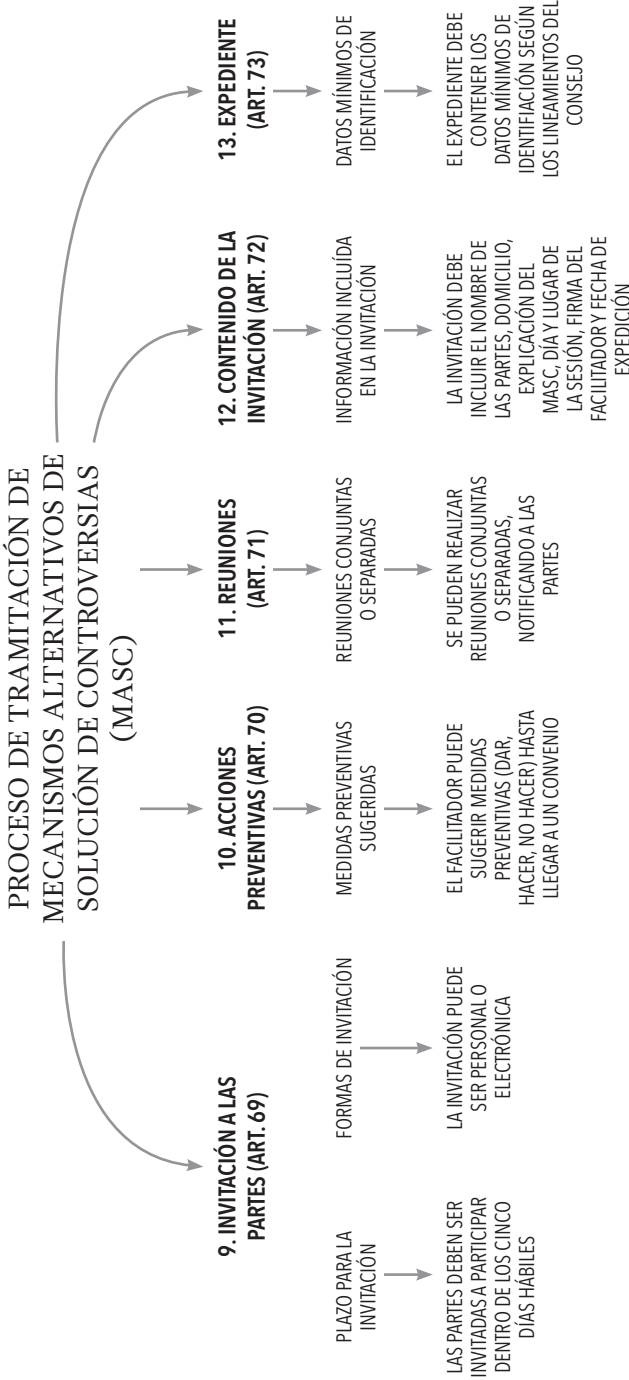 PROCESO DE TRAMITACIÓN DE
MECANISMOS ALTERNATIVOS DE
SOLUCIÓN DE CONTROVERSIAS
(MASC)
9. INVITACIÓN A LAS
PARTES (ART. 69)
PLAZO PARA LA
INVITACIÓN
LAS PARTES DEBEN SER
INVITADAS A PARTICIPAR
DENTRO DE LOS CINCO
DÍAS HÁBILES
FORMAS DE INVITACIÓN
LA INVITACIÓN PUEDE
SER PERSONAL O
ELECTRÓNICA
10. ACCIONES
PREVENTIVAS (ART. 70)
MEDIDAS PREVENTIVAS
SUGERIDAS
EL FACILITADOR PUEDE
SUGERIR MEDIDAS
PREVENTIVAS (DAR,
HACER, NO HACER) HASTA
LLEGAR A UN CONVENIO
11. REUNIONES
(ART. 71)
REUNIONES CONJUNTAS
O SEPARADAS
SE PUEDEN REALIZAR
REUNIONES CONJUNTAS
O SEPARADAS,
NOTIFICANDO A LAS
PARTES
12. CONTENIDO DE LA
INVITACIÓN (ART. 72)
INFORMACIÓN INCLUÍDA
EN LA INVITACIÓN
LA INVITACIÓN DEBE
INCLUIR EL NOMBRE DE
LAS PARTES, DOMICILIO,
EXPLICACIÓN DEL
MASC, DÍA Y LUGAR DE
LA SESIÓN, FIRMA DEL
FACILITADOR Y FECHA DE
EXPEDICIÓN
13. EXPEDIENTE
(ART. 73)
DATOS MÍNIMOS DE
IDENTIFICACIÓN
EL EXPEDIENTE DEBE
CONTENER LOS
DATOS MÍNIMOS DE
IDENTIFIACIÓN SEGÚN
LOS LINEAMIENTOS DEL
CONSEJO